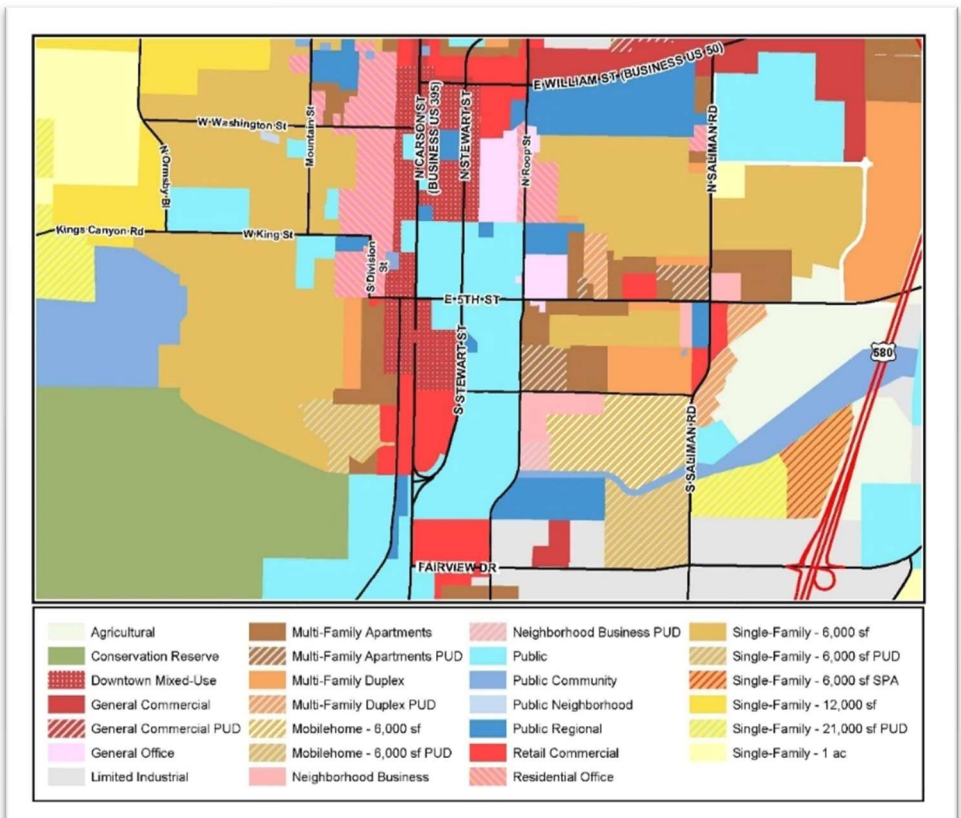 E WILLIAM ST (BUSINESS US 50)
N CARSON ST
(BUSINESS US 395)
N STEWART ST
N Roop St
N SALIMAN RD
W Washington St
Mountain St
N Ormsby Bl
Kings Canyon Rd
W King St
S Division
St
E 5TH ST
S STEWART ST
580
S SALIMAN RD
FAIRVIEW DR
Agricultural
Conservation Reserve
Downtown Mixed-Use
General Commercial
General Commercial PUD
General Office
Limited Industrial
Multi-Family Apartments
Multi-Family Apartments PUD
Multi-Family Duplex
Multi-Family Duplex PUD
Mobilehome - 6,000 sf
Mobilehome - 6,000 sf PUD
Neighborhood Business
Neighborhood Business PUD
Public
Public Community
Public Neighborhood
Public Regional
Retail Commercial
Residential Office
Single-Family - 6,000 sf
Single-Family - 6,000 sf PUD
Single-Family - 6,000 sf SPA
Single-Family - 12,000 sf
Single-Family - 21,000 sf PUD
Single-Family - 1 ac